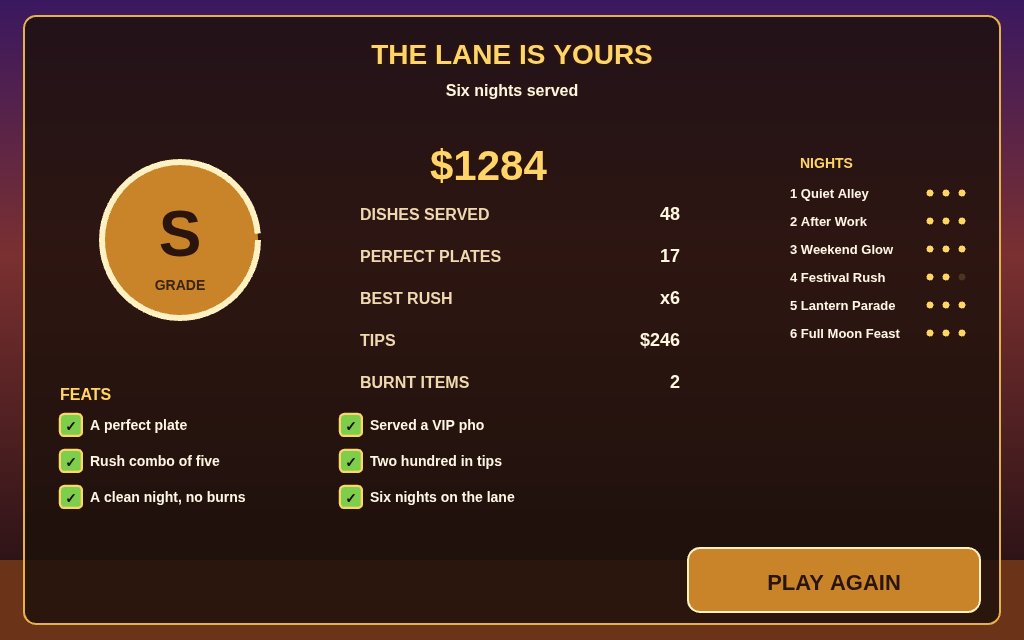 THE LANE IS YOURS
Six nights served
S
GRADE
$1284
DISHES SERVED 48
PERFECT PLATES 17
BEST RUSH x6
TIPS $246
BURNT ITEMS 2
NIGHTS
1 Quiet Alley
2 After Work
3 Weekend Glow
4 Festival Rush
5 Lantern Parade
6 Full Moon Feast
FEATS
✓ A perfect plate
✓ Served a VIP pho
✓ Rush combo of five
✓ Two hundred in tips
✓ A clean night, no burns
✓ Six nights on the lane
PLAY AGAIN